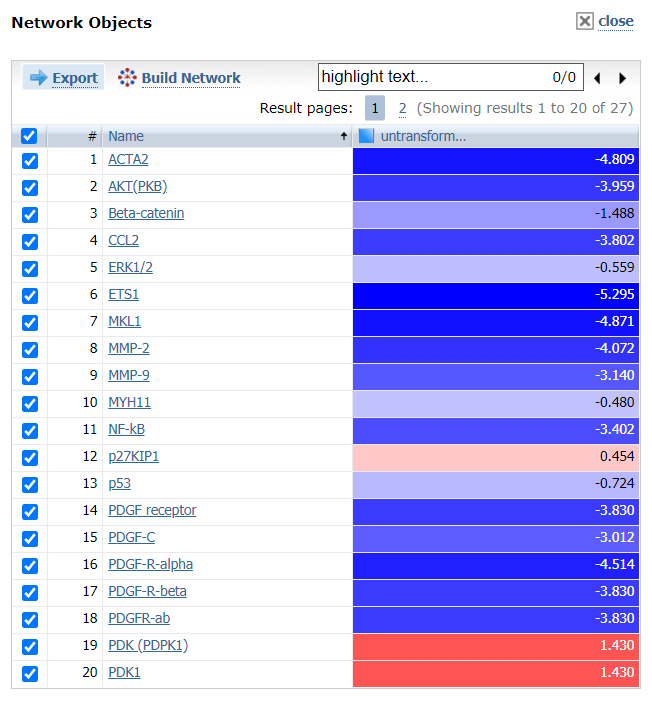 Network Objects close
Export Build Network highlight text... 0/0
Result pages: 1 2 (Showing results 1 to 20 of 27)
# Name untransform...
1 ACTA2 -4.809
2 AKT(PKB) -3.959
3 Beta-catenin -1.488
4 CCL2 -3.802
5 ERK1/2 -0.559
6 ETS1 -5.295
7 MKL1 -4.871
8 MMP-2 -4.072
9 MMP-9 -3.140
10 MYH11 -0.480
11 NF-kB -3.402
12 p27KIP1 0.454
13 p53 -0.724
14 PDGF receptor -3.830
15 PDGF-C -3.012
16 PDGF-R-alpha -4.514
17 PDGF-R-beta -3.830
18 PDGFR-ab -3.830
19 PDK (PDPK1) 1.430
20 PDK1 1.430